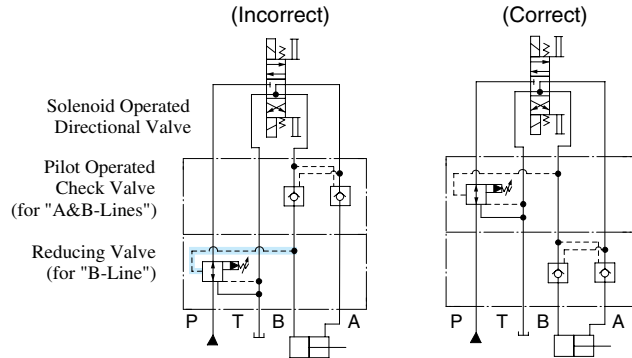 (Incorrect)
(Correct)
Solenoid Operated
Directional Valve
Pilot Operated
Check Valve
(for "A&B-Lines")
Reducing Valve
(for "B-Line")
P T B A
P T B A